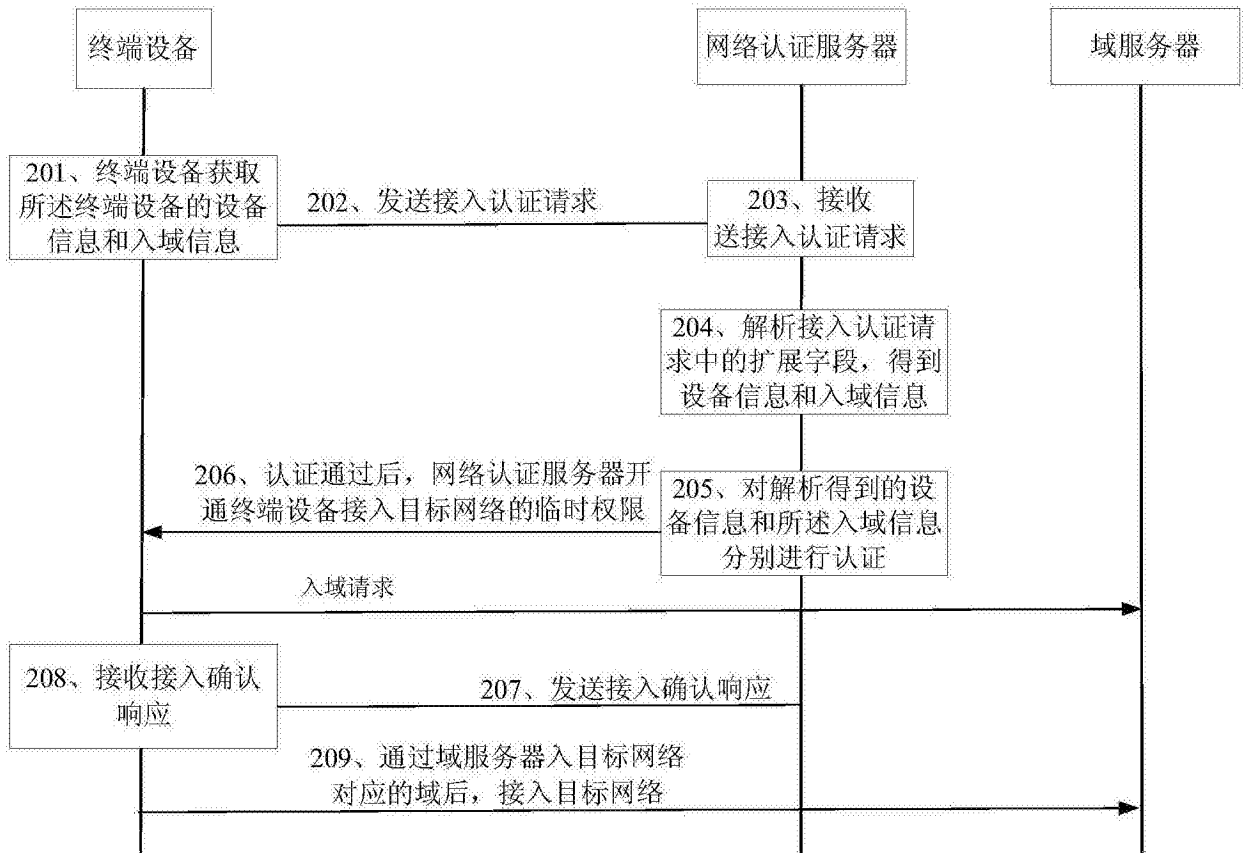 终端设备
网络认证服务器
域服务器
201、终端设备获取
所述终端设备的设备
信息和入域信息
202、发送接入认证请求
203、接收
送接入认证请求
204、解析接入认证请
求中的扩展字段，得到
设备信息和入域信息
206、认证通过后，网络认证服务器开
通终端设备接入目标网络的临时权限
205、对解析得到的设
备信息和所述入域信息
分别进行认证
入域请求
208、接收接入确认
响应
207、发送接入确认响应
209、通过域服务器入目标网络
对应的域后，接入目标网络